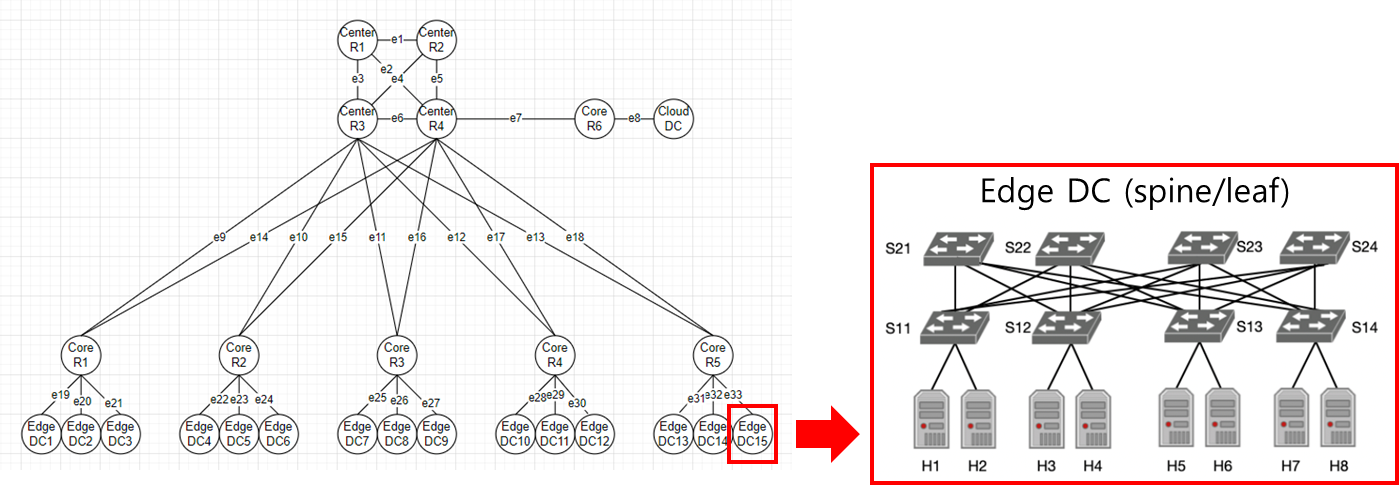 Center
R1
e1
Center
R2
e3
e2
e4
e5
Center
R3
e6
Center
R4
e7
Core
R6
e8
Cloud
DC
e9
e14
e10
e15
e11
e16
e12
e17
e13
e18
Core
R1
Core
R2
Core
R3
Core
R4
Core
R5
e19
e20
e21
e22
e23
e24
e25
e26
e27
e28
e29
e30
e31
e32
e33
Edge
DC1
Edge
DC2
Edge
DC3
Edge
DC4
Edge
DC5
Edge
DC6
Edge
DC7
Edge
DC8
Edge
DC9
Edge
DC10
Edge
DC11
Edge
DC12
Edge
DC13
Edge
DC14
Edge
DC15
Edge DC (spine/leaf)
S21
S22
S23
S24
S11
S12
S13
S14
H1
H2
H3
H4
H5
H6
H7
H8